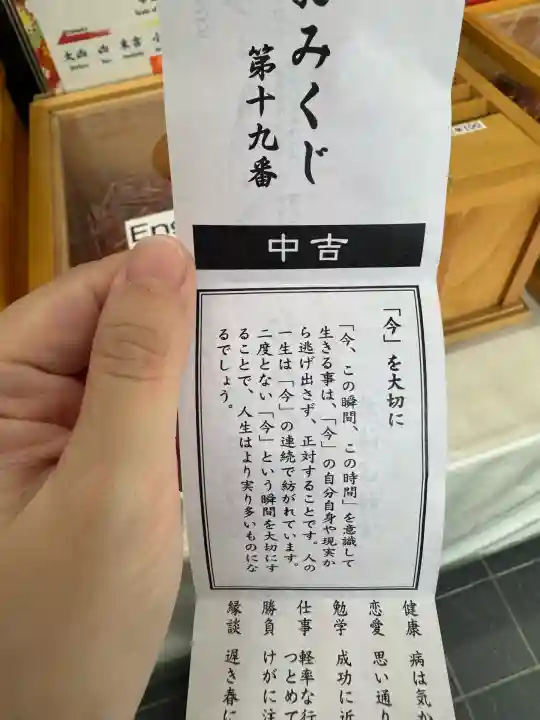 おみくじ
第十九番
中吉
「今」を大切に
「今、この瞬間、この時間」を意識して
生きる事は、「今」の自分自身や現実か
ら逃げ出さず、正対することです。人の
一生は「今」の連続で紡がれています。
二度とない「今」という瞬間を大切にす
ることで、人生はより実り多いものにな
るでしょう。
健康 病は気か
恋愛 思い通り
勉学 成功に近
仕事 軽率な行
つとめて
勝負 けがに注
縁談 遅き春に
大凶 凶 末吉 小
¥100